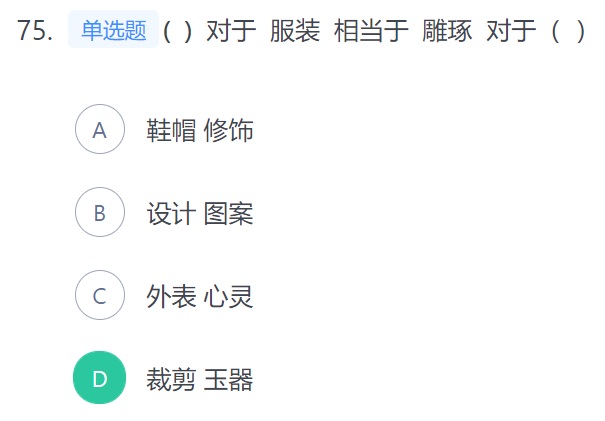 75. 单选题 ( ) 对于 服装 相当于 雕琢 对于 ( )
A 鞋帽 修饰
B 设计 图案
C 外表 心灵
D 裁剪 玉器